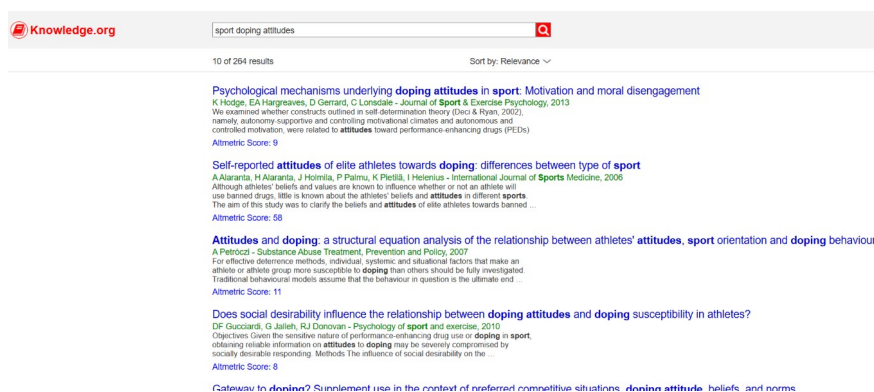 Knowledge.org
sport doping attitudes
10 of 264 results
Sort by: Relevance
Psychological mechanisms underlying doping attitudes in sport: Motivation and moral disengagement
K Hodge, EA Hargreaves, D Gerrard, C Lonsdale - Journal of Sport & Exercise Psychology, 2013
We examined whether constructs outlined in self-determination theory (Deci & Ryan, 2002),
namely, autonomy-supportive and controlling motivational climates and autonomous and
controlled motivation, were related to attitudes toward performance-enhancing drugs (PEDs)
Altmetric Score: 9
Self-reported attitudes of elite athletes towards doping: differences between type of sport
A Alaranta, H Alaranta, J Holmila, P Palmu, K Pietilä, I Helenius - International Journal of Sports Medicine, 2006
Although athletes' beliefs and values are known to influence whether or not an athlete will
use banned drugs, little is known about the athletes' beliefs and attitudes in different sports.
The aim of this study was to clarify the beliefs and attitudes of elite athletes towards banned ...
Altmetric Score: 58
Attitudes and doping: a structural equation analysis of the relationship between athletes' attitudes, sport orientation and doping behaviour
A Petróczi - Substance Abuse Treatment, Prevention and Policy, 2007
For effective deterrence methods, individual, systemic and situational factors that make an
athlete or athlete group more susceptible to doping than others should be fully investigated.
Traditional behavioural models assume that the behaviour in question is the ultimate end ...
Altmetric Score: 11
Does social desirability influence the relationship between doping attitudes and doping susceptibility in athletes?
DF Gucciardi, G Jalleh, RJ Donovan - Psychology of sport and exercise, 2010
Objectives Given the sensitive nature of performance-enhancing drug use or doping in sport,
obtaining reliable information on attitudes to doping may be severely compromised by
socially desirable responding. Methods The influence of social desirability on the ...
Altmetric Score: 8
Gateway to doping? Supplement use in the context of preferred competitive situations, doping attitude, beliefs, and norms